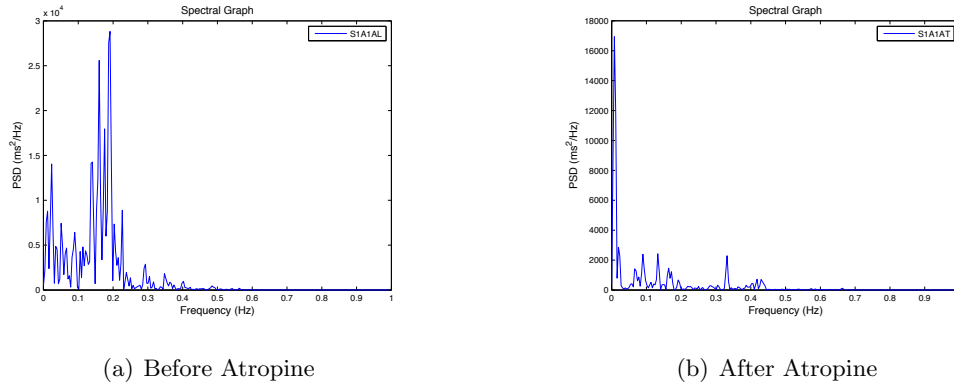 Spectral Graph
x 10⁴
3
2.5
2
1.5
1
0.5
0
PSD (ms²/Hz)
S1A1AL
0 0.1 0.2 0.3 0.4 0.5 0.6 0.7 0.8 0.9 1
Frequency (Hz)
(a) Before Atropine
Spectral Graph
18000
16000
14000
12000
10000
8000
6000
4000
2000
0
PSD (ms²/Hz)
S1A1AT
0 0.1 0.2 0.3 0.4 0.5 0.6 0.7 0.8 0.9
Frequency (Hz)
(b) After Atropine